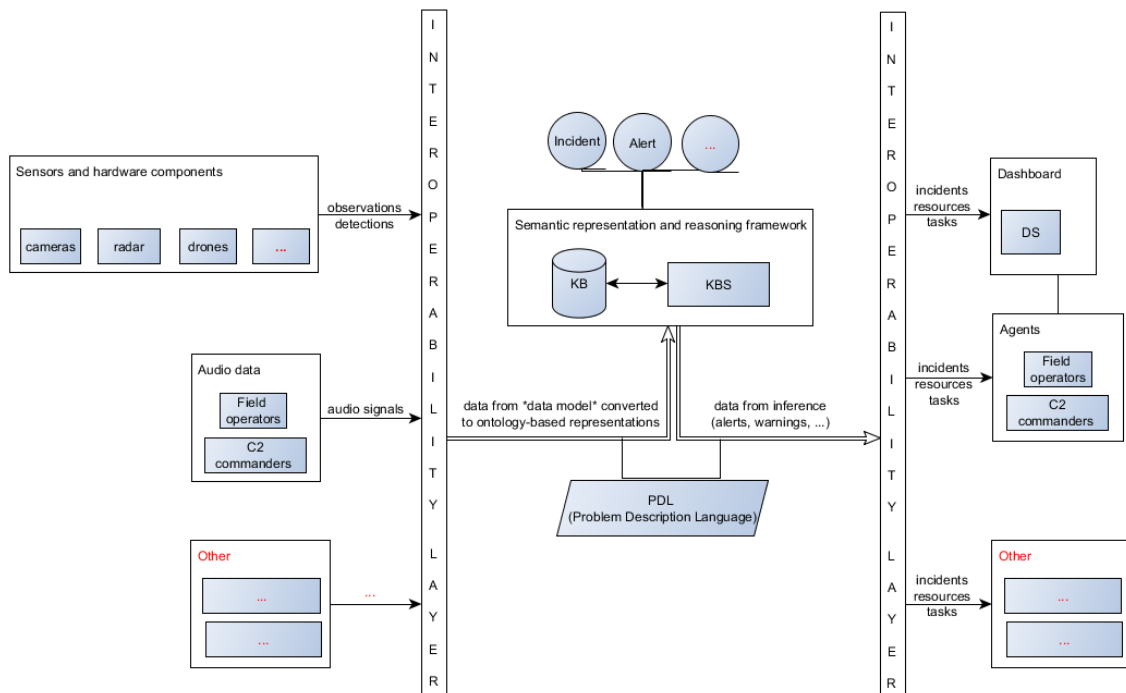 Sensors and hardware components
cameras
radar
drones
...
observations
detections
Audio data
Field
operators
C2
commanders
audio signals
Other
...
...
...
I
N
T
E
R
O
P
E
R
A
B
I
L
I
T
Y
L
A
Y
E
R
Incident
Alert
...
Semantic representation and reasoning framework
KB
KBS
data from *data model* converted
to ontology-based representations
data from inference
(alerts, warnings, ...)
PDL
(Problem Description Language)
I
N
T
E
R
O
P
E
R
A
B
I
L
I
T
Y
L
A
Y
E
R
incidents
resources
tasks
Dashboard
DS
incidents
resources
tasks
Agents
Field
operators
C2
commanders
incidents
resources
tasks
Other
...
...